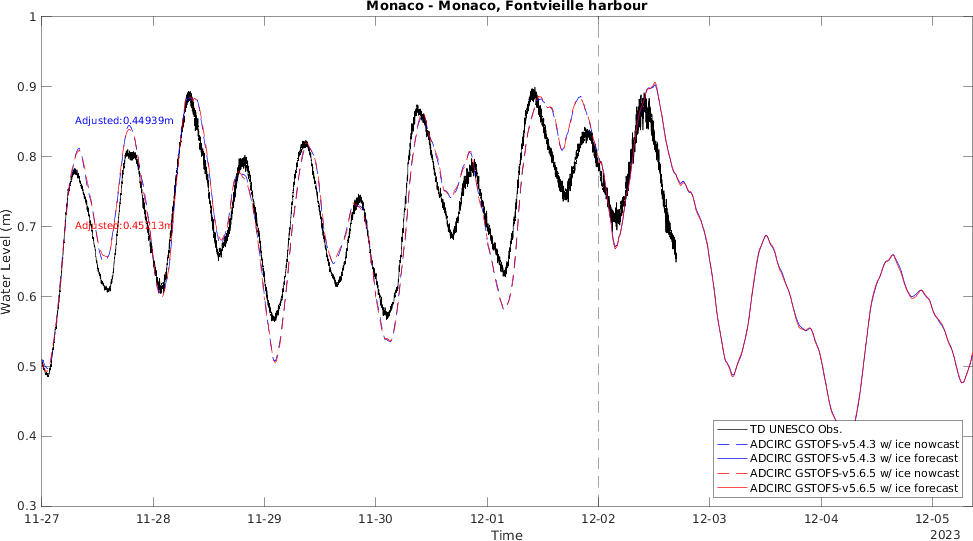 Monaco - Monaco, Fontvieille harbour
Water Level (m)
1
0.9
0.8
0.7
0.6
0.5
0.4
0.3
Adjusted:0.44939m
Adjusted:0.45213m
TD UNESCO Obs.
ADCIRC GSTOFS-v5.4.3 w/ ice nowcast
ADCIRC GSTOFS-v5.4.3 w/ ice forecast
ADCIRC GSTOFS-v5.6.5 w/ ice nowcast
ADCIRC GSTOFS-v5.6.5 w/ ice forecast
11-27 11-28 11-29 11-30 12-01 12-02 12-03 12-04 12-05
Time
2023